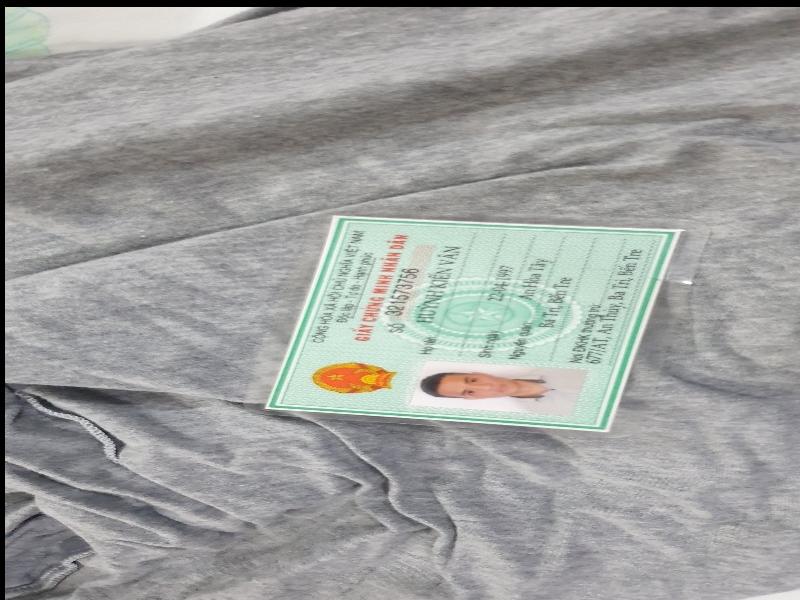 CỘNG HÒA XÃ HỘI CHỦ NGHĨA VIỆT NAM
Độc lập - Tự do - Hạnh phúc
GIẤY CHỨNG MINH NHÂN DÂN
SỐ 321573756
Họ tên HUỲNH KIẾN VĂN
Sinh ngày 22-04-1997
Nguyên quán An Hòa Tây
Ba Tri, Bến Tre
Nơi ĐKHK thường trú
677/AT, An Thủy, Ba Tri, Bến Tre